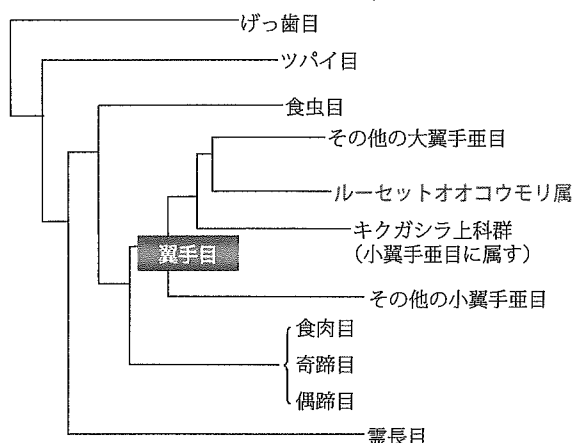 げっ歯目
ツパイ目
食虫目
その他の大翼手亜目
ルーセットオオコウモリ属
キクガシラ上科群
(小翼手亜目に属す)
翼手目
その他の小翼手亜目
食肉目
奇蹄目
偶蹄目
霊長目